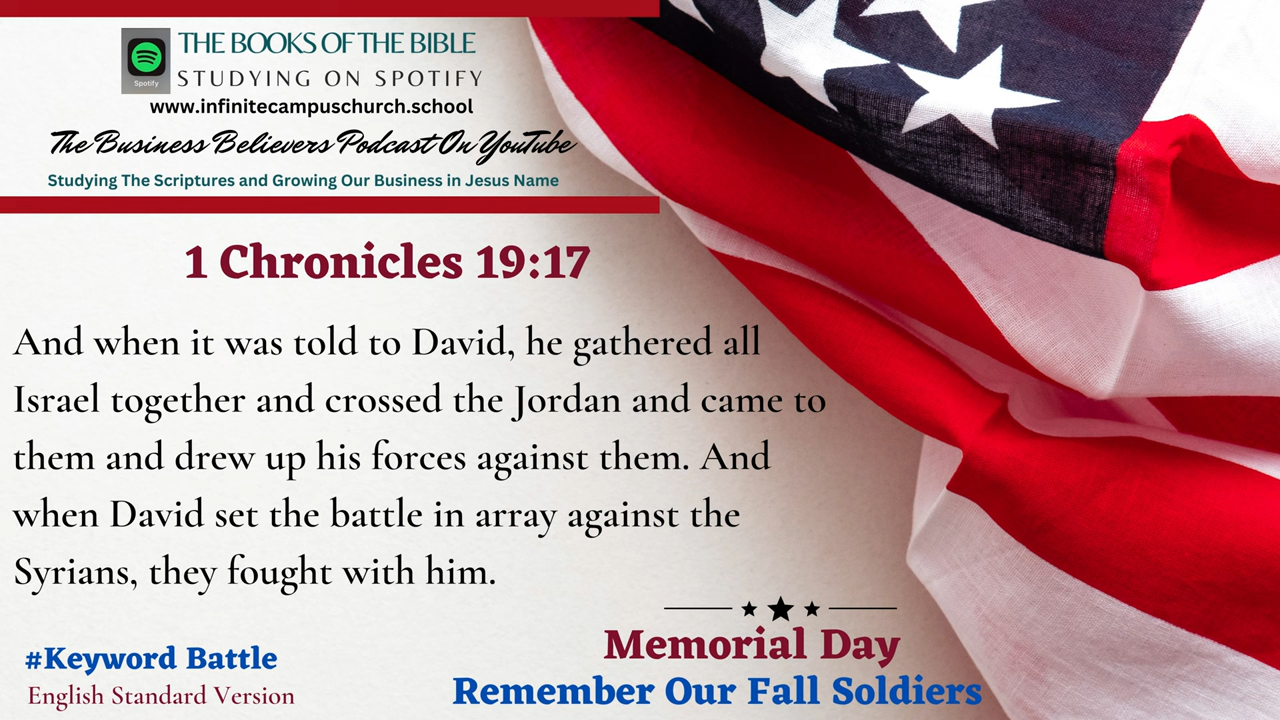 THE BOOKS OF THE BIBLE
Spotify
STUDYING ON SPOTIFY
www.infinitecampuschurch.school
The Business Believers Podcast On YouTube
Studying The Scriptures and Growing Our Business in Jesus Name
1 Chronicles 19:17
And when it was told to David, he gathered all
Israel together and crossed the Jordan and came to
them and drew up his forces against them. And
when David set the battle in array against the
Syrians, they fought with him.
#Keyword Battle
English Standard Version
Memorial Day
Remember Our Fall Soldiers